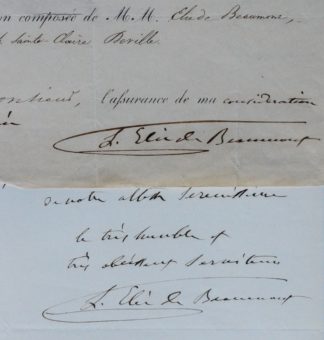 on composée de M M. Elie de Beaumont,
Sainte-Claire Deville.
l'assurance de ma considération
L. Elie de Beaumont
de votre altesse Sérénissime
le très humble et
très obéissant Serviteur
L. Elie de Beaumont